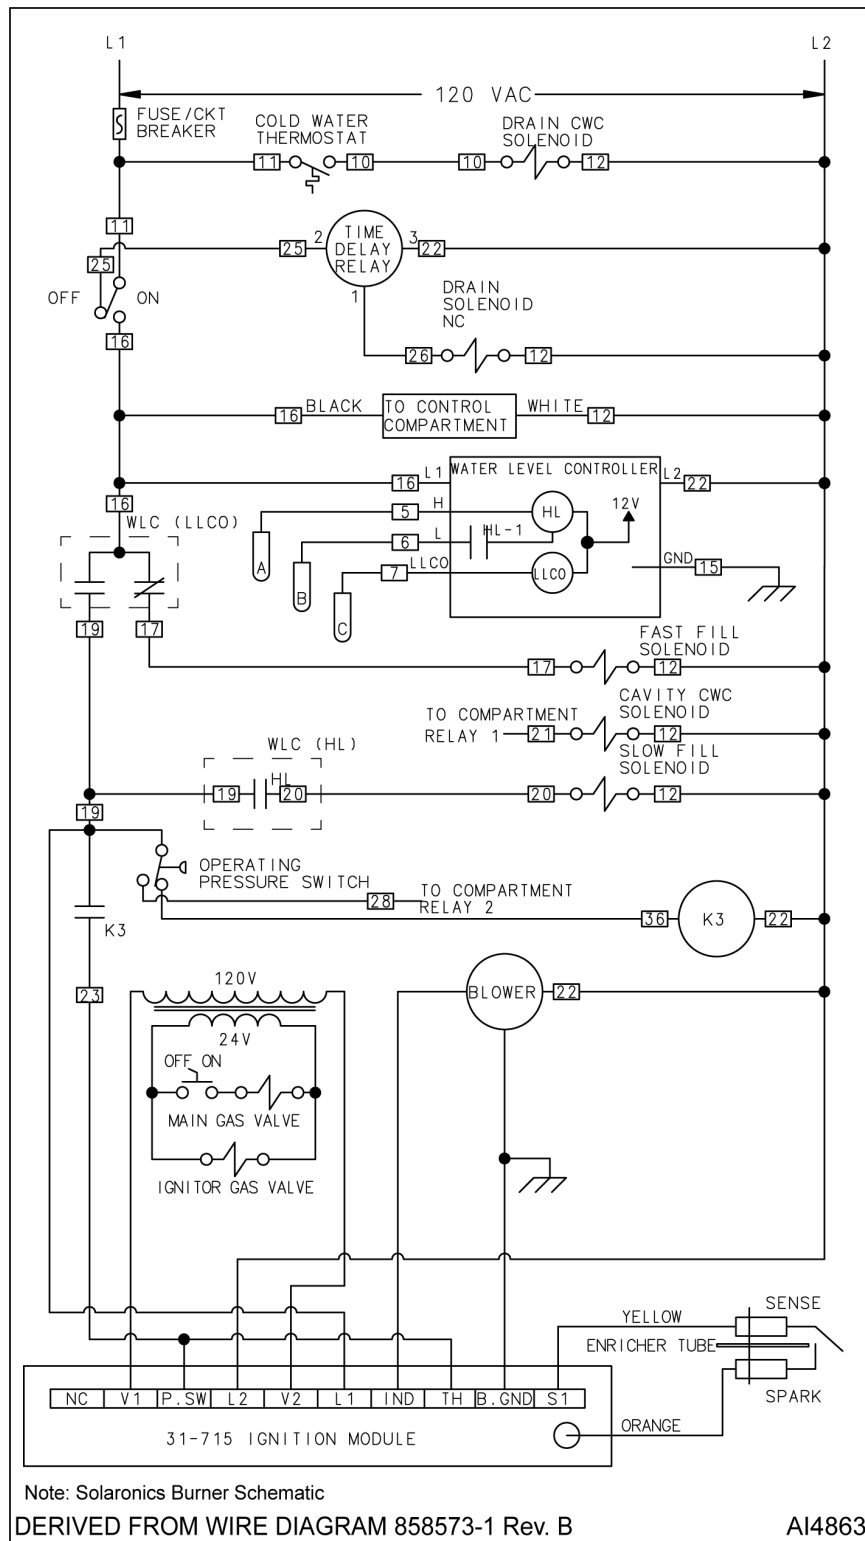 L1
L2
120 VAC
FUSE/CKT
BREAKER
COLD WATER
THERMOSTAT
DRAIN CWC
SOLENOID
11
10
10
12
11
25
2
TIME
DELAY
RELAY
3
22
25
OFF
ON
1
DRAIN
SOLENOID
NC
16
26
12
16
BLACK
TO CONTROL
COMPARTMENT
WHITE
12
16
L1
WATER LEVEL CONTROLLER
L2
22
16
WLC (LLCO)
5
H
HL
12V
6
L
HL-1
7
LLCO
LLCO
GND
15
A
B
C
19
17
FAST FILL
SOLENOID
17
12
TO COMPARTMENT
RELAY 1
21
CAVITY CWC
SOLENOID
12
WLC (HL)
SLOW FILL
SOLENOID
19
HL
20
20
12
19
OPERATING
PRESSURE SWITCH
28
TO COMPARTMENT
RELAY 2
36
K3
22
K3
23
120V
24V
BLOWER
22
OFF ON
MAIN GAS VALVE
IGNITOR GAS VALVE
YELLOW
SENSE
ENRICHER TUBE
SPARK
NC V1 P.SW L2 V2 L1 IND TH B.GND S1
ORANGE
31-715 IGNITION MODULE
Note: Solaronics Burner Schematic
DERIVED FROM WIRE DIAGRAM 858573-1 Rev. B
AI4863